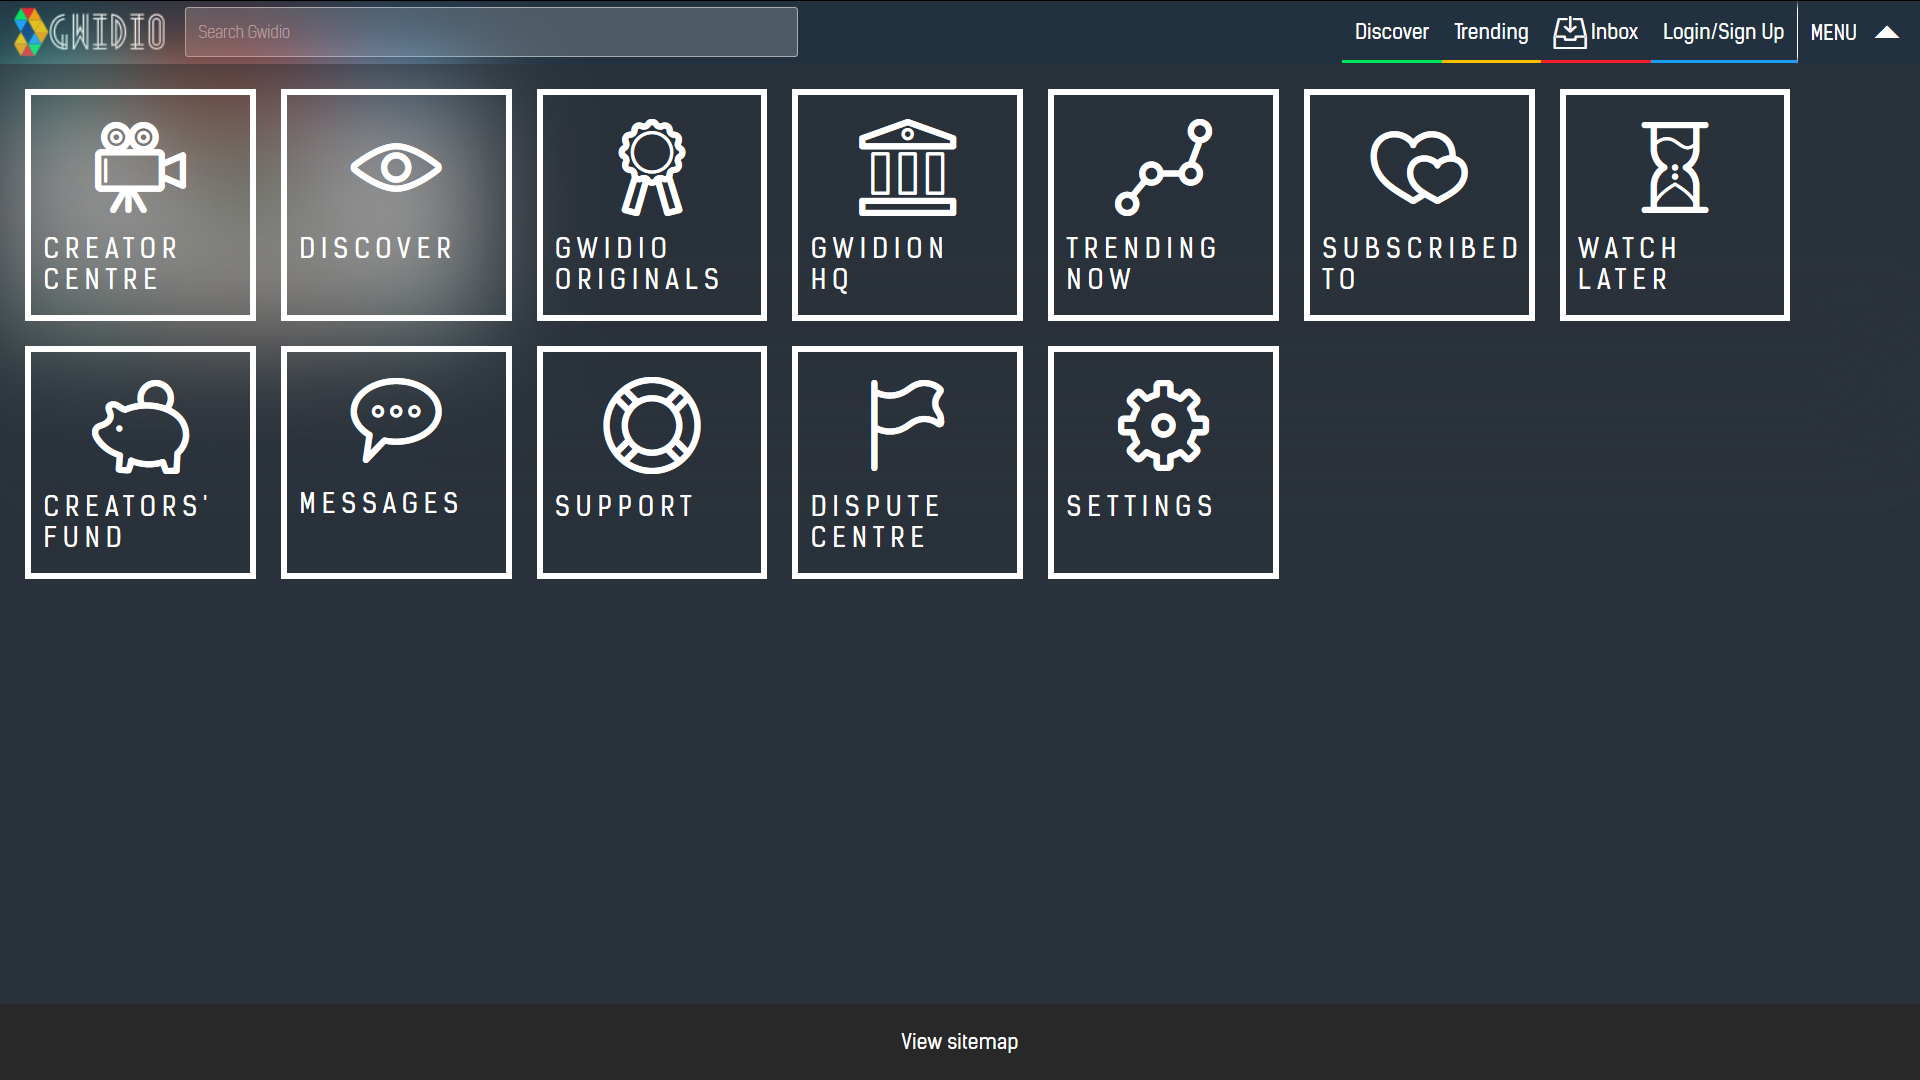 GWIDIO
Search Gwidio
Discover
Trending
Inbox
Login/Sign Up
MENU
CREATOR
CENTRE
DISCOVER
GWIDIO
ORIGINALS
GWIDION
HQ
TRENDING
NOW
SUBSCRIBED
TO
WATCH
LATER
CREATORS'
FUND
MESSAGES
SUPPORT
DISPUTE
CENTRE
SETTINGS
View sitemap